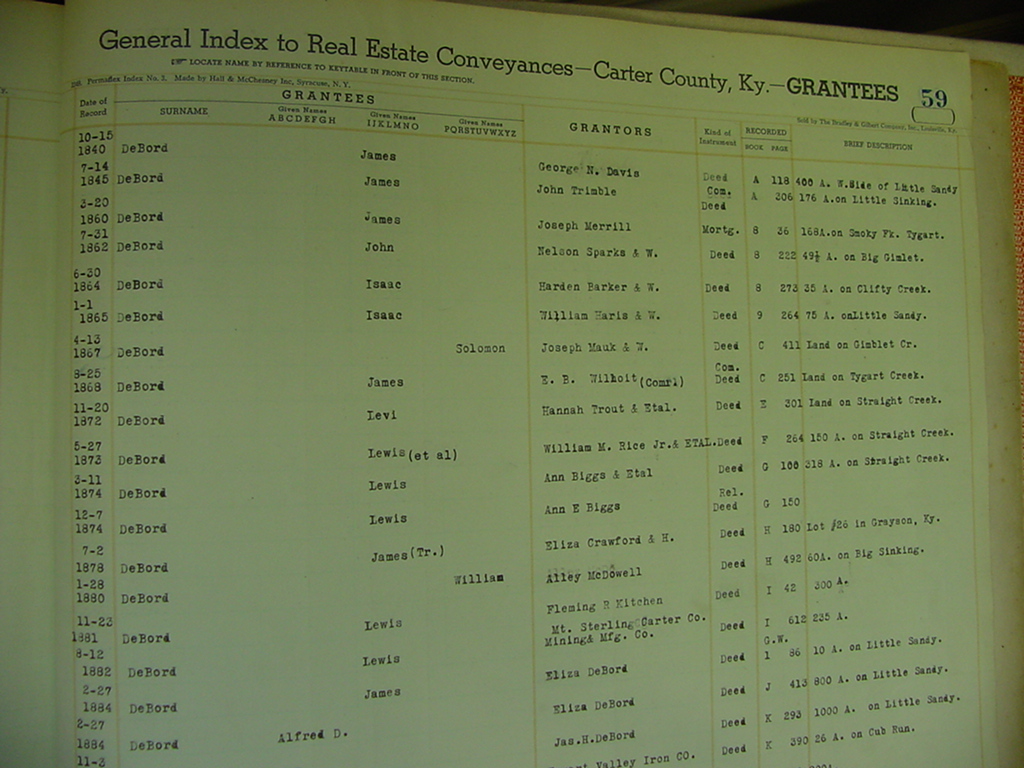 General Index to Real Estate Conveyances—Carter County, Ky.—GRANTEES 59
LOCATE NAME BY REFERENCE TO KEYTABLE IN FRONT OF THIS SECTION.
Permaflex Index No. 3. Made by Hall & McChesney Inc, Syracuse, N. Y.
Sold by The Bradley & Gilbert Company, Inc., Louisville, Ky.
GRANTEES
Date of Record SURNAME Given Names ABCDEFGH Given Names IJKLMNO Given Names PQRSTUVWXYZ GRANTORS Kind of Instrument RECORDED BOOK PAGE BRIEF DESCRIPTION
10-15
1840 DeBord James George N. Davis Deed A 118 400 A. W.Side of Little Sandy
7-14
1845 DeBord James John Trimble Com. Deed A 306 176 A.on Little Sinking.
3-20
1860 DeBord James Joseph Merrill Mortg. 8 36 168A.on Smoky Fk. Tygart.
7-31
1862 DeBord John Nelson Sparks & W. Deed 8 222 49½ A. on Big Gimlet.
6-30
1864 DeBord Isaac Harden Barker & W. Deed 8 273 35 A. on Clifty Creek.
1-1
1865 DeBord Isaac William Haris & W. Deed 9 264 75 A. onLittle Sandy.
4-13
1867 DeBord Solomon Joseph Mauk & W. Deed C 411 Land on Gimblet Cr.
8-25
1868 DeBord James E. B. Wilhoit(Comr) Com. Deed C 251 Land on Tygart Creek.
11-20
1872 DeBord Levi Hannah Trout & Etal. Deed E 301 Land on Straight Creek.
5-27
1873 DeBord Lewis(et al) William M. Rice Jr.& ETAL.Deed F 264 150 A. on Straight Creek.
3-11
1874 DeBord Lewis Ann Biggs & Etal Deed G 100 318 A. on Straight Creek.
12-7
1874 DeBord Lewis Ann E Biggs Rel. Deed G 150
7-2
1878 DeBord James(Tr.) Eliza Crawford & H. Deed H 180 Lot #26 in Grayson, Ky.
1-28
1880 DeBord William Alley McDowell Deed H 492 60A. on Big Sinking.
Fleming R Kitchen Deed I 42 300 A.
11-23
1881 DeBord Lewis Mt. Sterling Carter Co. Mining& Mfg. Co. Deed I 612 235 A.
8-12
1882 DeBord Lewis Eliza DeBord Deed G.W. 1 86 10 A. on Little Sandy.
2-27
1884 DeBord James Eliza DeBord Deed J 413 800 A. on Little Sandy.
2-27
1884 DeBord Alfred D. Jas.H.DeBord Deed K 293 1000 A. on Little Sandy.
11-3
Valley Iron CO. Deed K 390 26 A. on Cub Run.